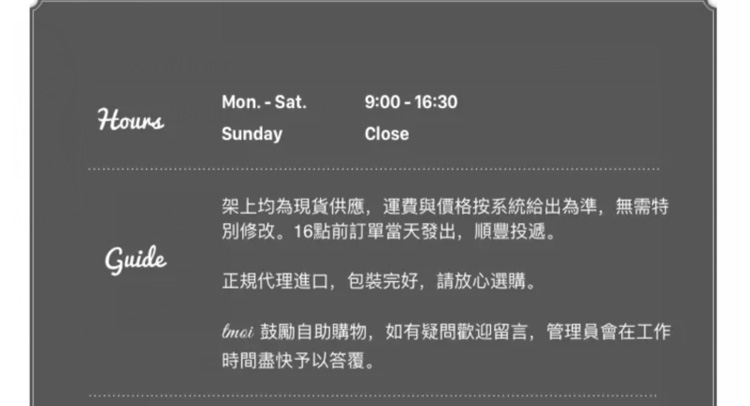 Hours
Mon. - Sat. 9:00 - 16:30
Sunday Close
Guide
架上均為現貨供應，運費與價格按系統給出為準，無需特
別修改。16點前訂單當天發出，順豐投遞。
正規代理進口，包裝完好，請放心選購。
tmoi 鼓勵自助購物，如有疑問歡迎留言，管理員會在工作
時間盡快予以答覆。